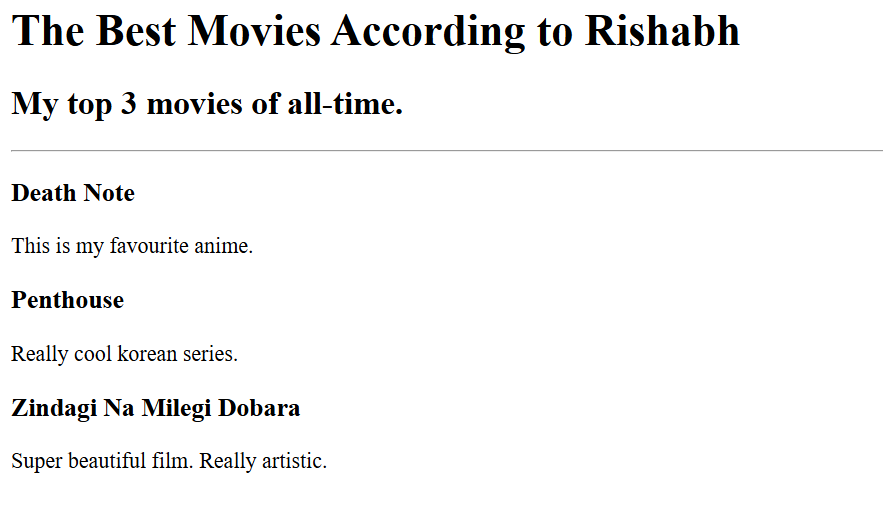 The Best Movies According to Rishabh
My top 3 movies of all-time.
Death Note
This is my favourite anime.
Penthouse
Really cool korean series.
Zindagi Na Milegi Dobara
Super beautiful film. Really artistic.